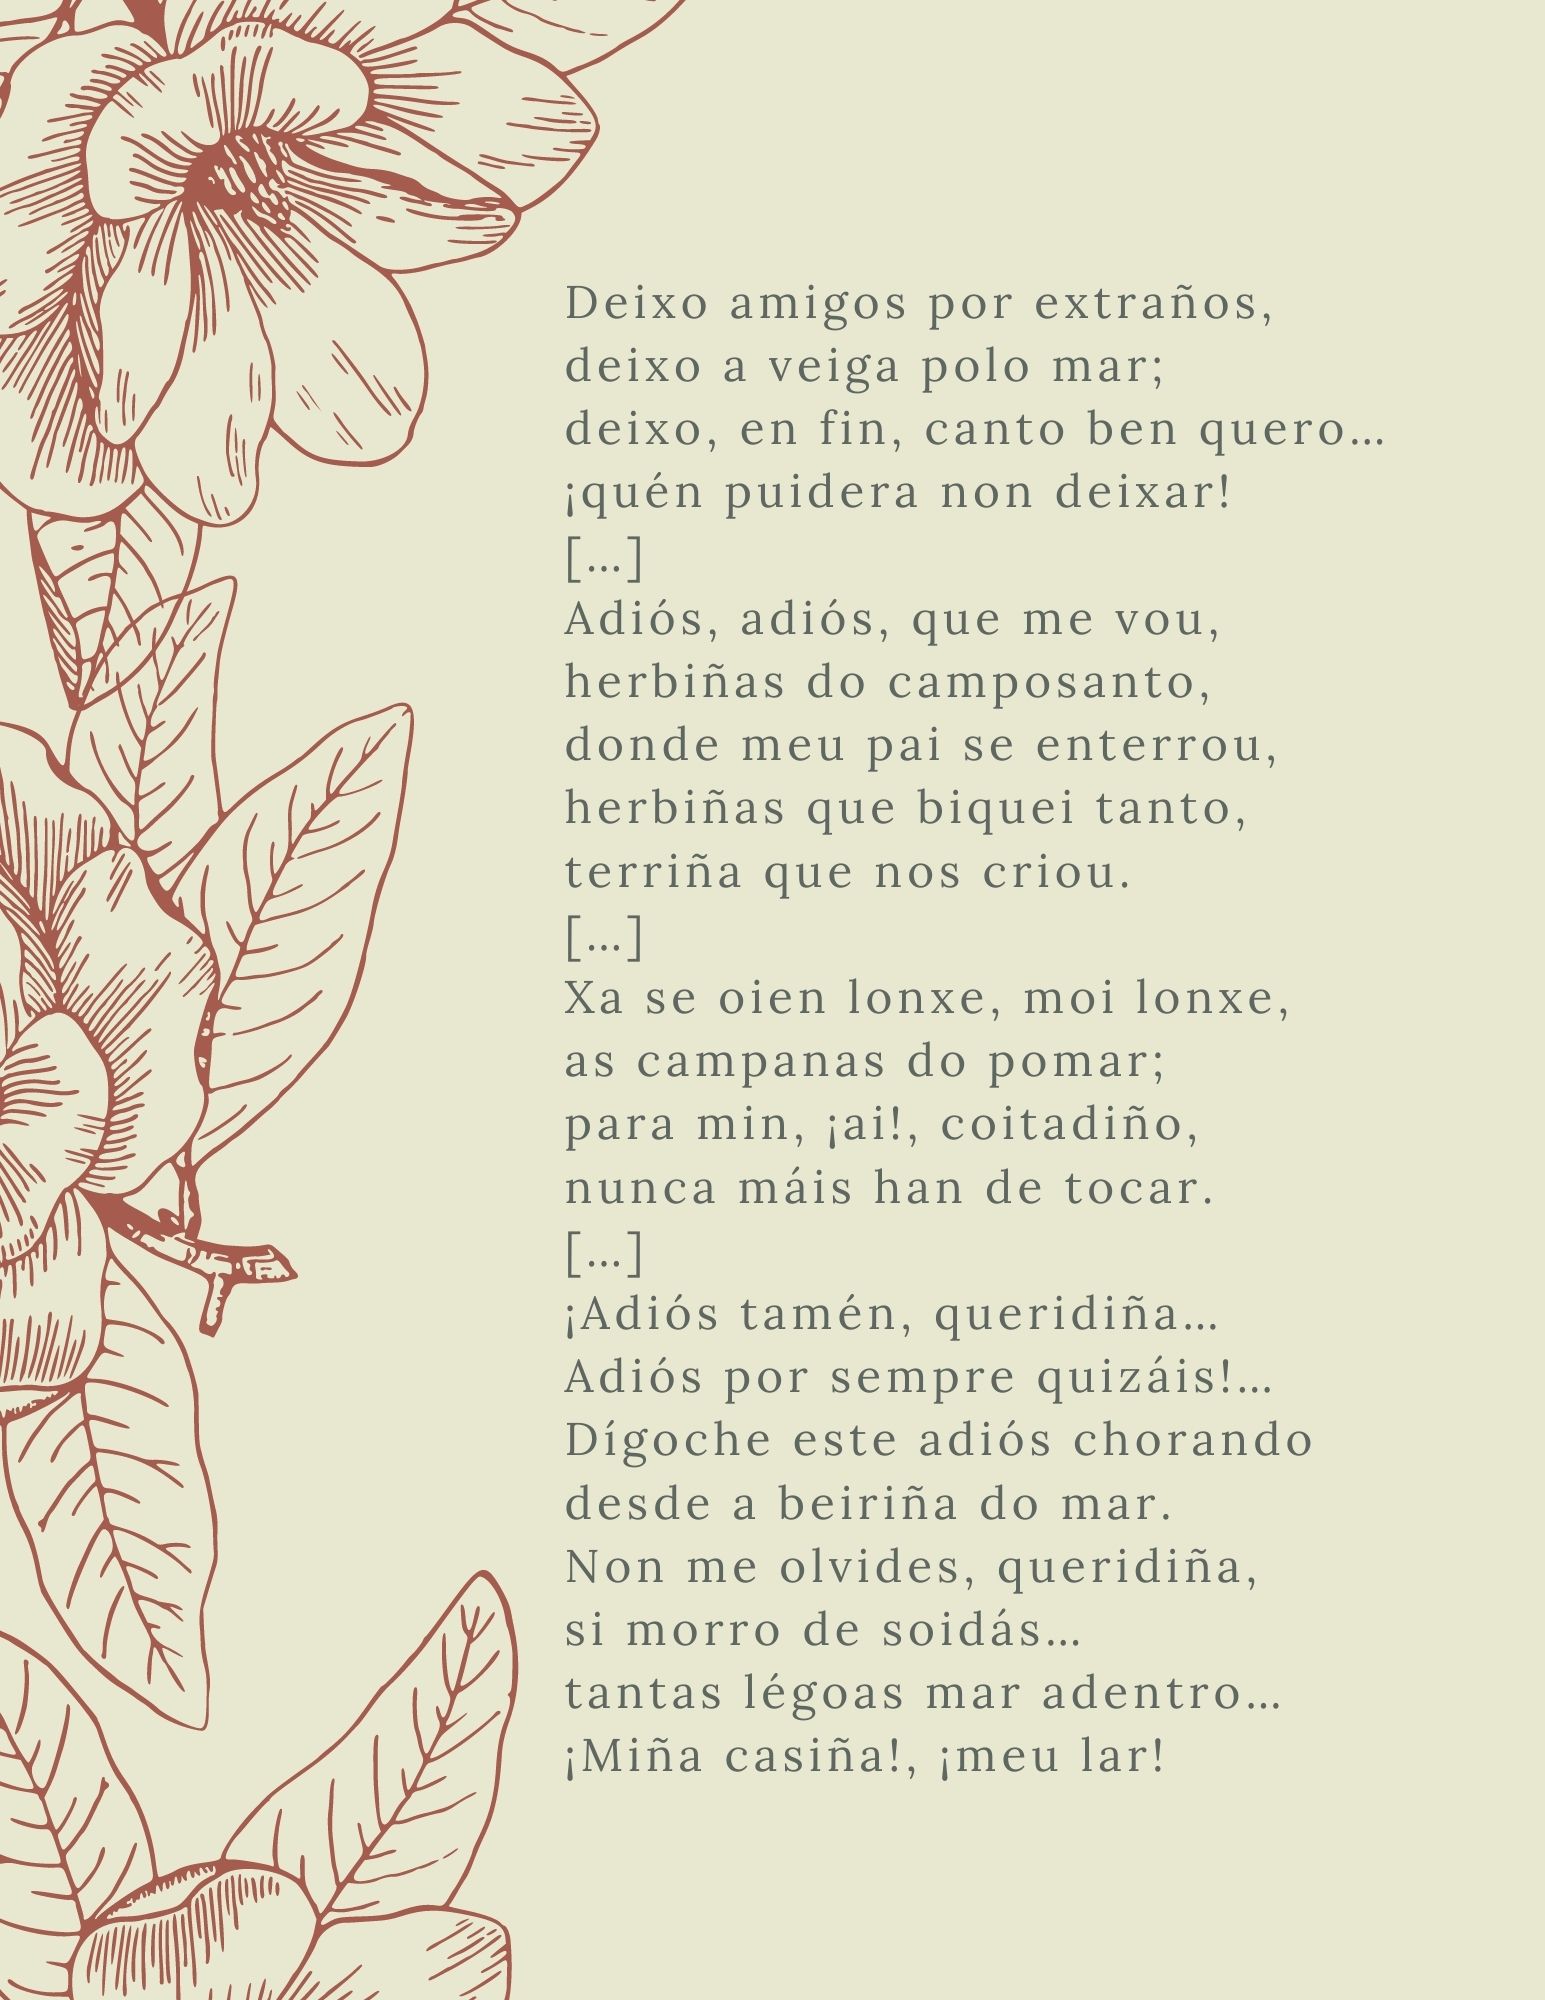 Deixo amigos por extraños,
deixo a veiga polo mar;
deixo, en fin, canto ben quero...
¡quén puidera non deixar!
[...]
Adiós, adiós, que me vou,
herbiñas do camposanto,
donde meu pai se enterrou,
herbiñas que biquei tanto,
terriña que nos criou.
[...]
Xa se oien lonxe, moi lonxe,
as campanas do pomar;
para min, ¡ai!, coitadiño,
nunca máis han de tocar.
[...]
¡Adiós tamén, queridiña...
Adiós por sempre quizáis!...
Dígoche este adiós chorando
desde a beiriña do mar.
Non me olvides, queridiña,
si morro de soidás...
tantas légoas mar adentro...
¡Miña casiña!, ¡meu lar!